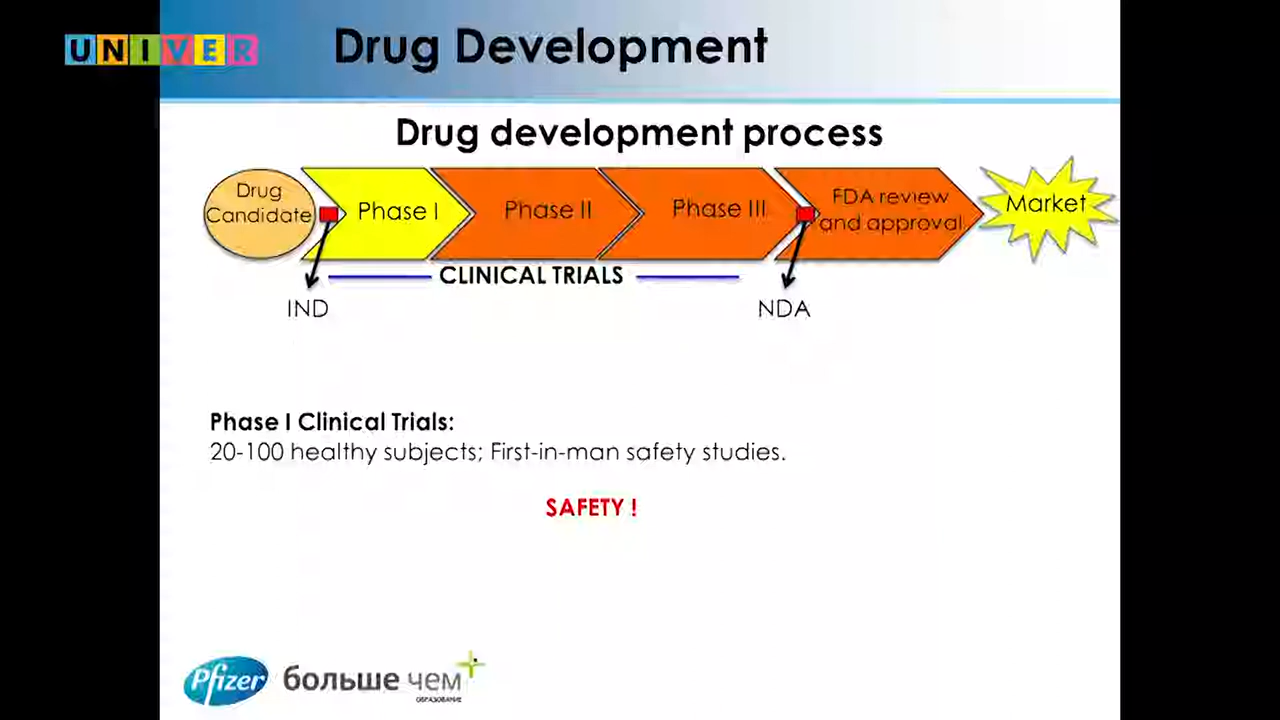 UNIVER
Drug Development
Drug development process
Drug
Candidate
Phase I
Phase II
Phase III
FDA review
and approval
Market
CLINICAL TRIALS
IND
NDA
Phase I Clinical Trials:
20-100 healthy subjects; First-in-man safety studies.
SAFETY !
Pfizer
больше чем
ОБРАЗОВАНИЕ